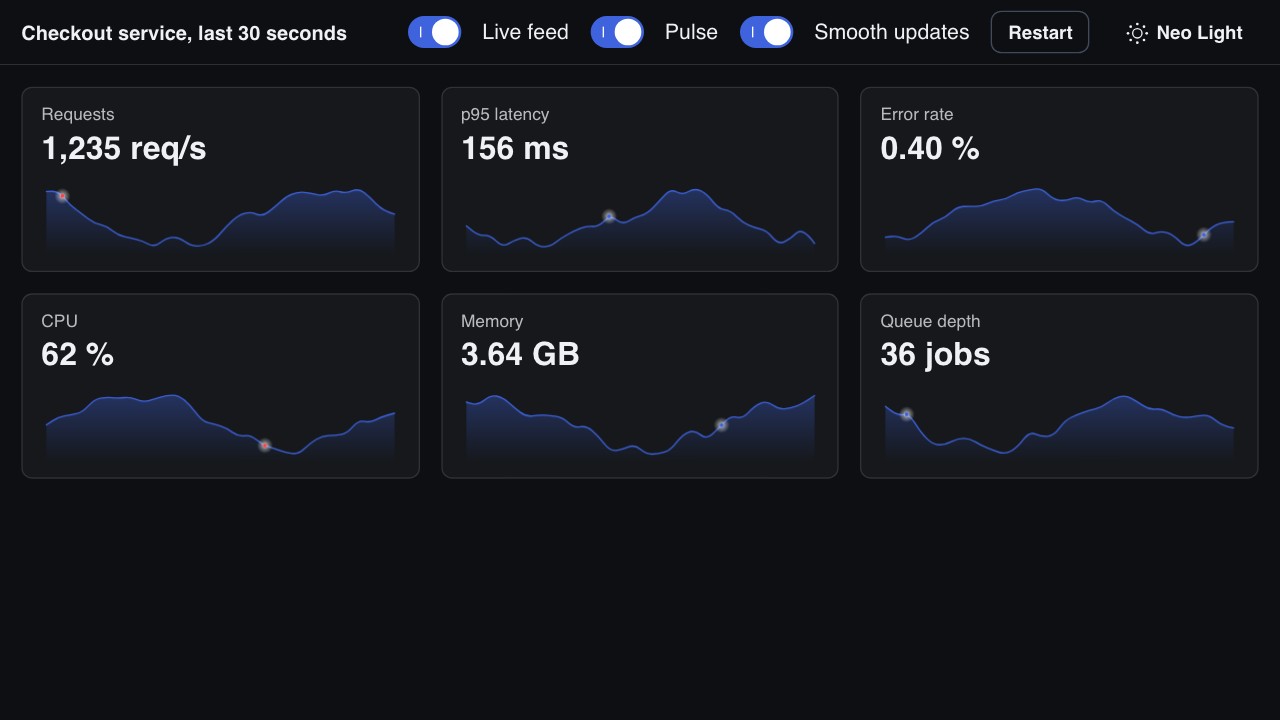 Checkout service, last 30 seconds
Live feed
Pulse
Smooth updates
Restart
Neo Light
Requests
1,235 req/s
p95 latency
156 ms
Error rate
0.40 %
CPU
62 %
Memory
3.64 GB
Queue depth
36 jobs